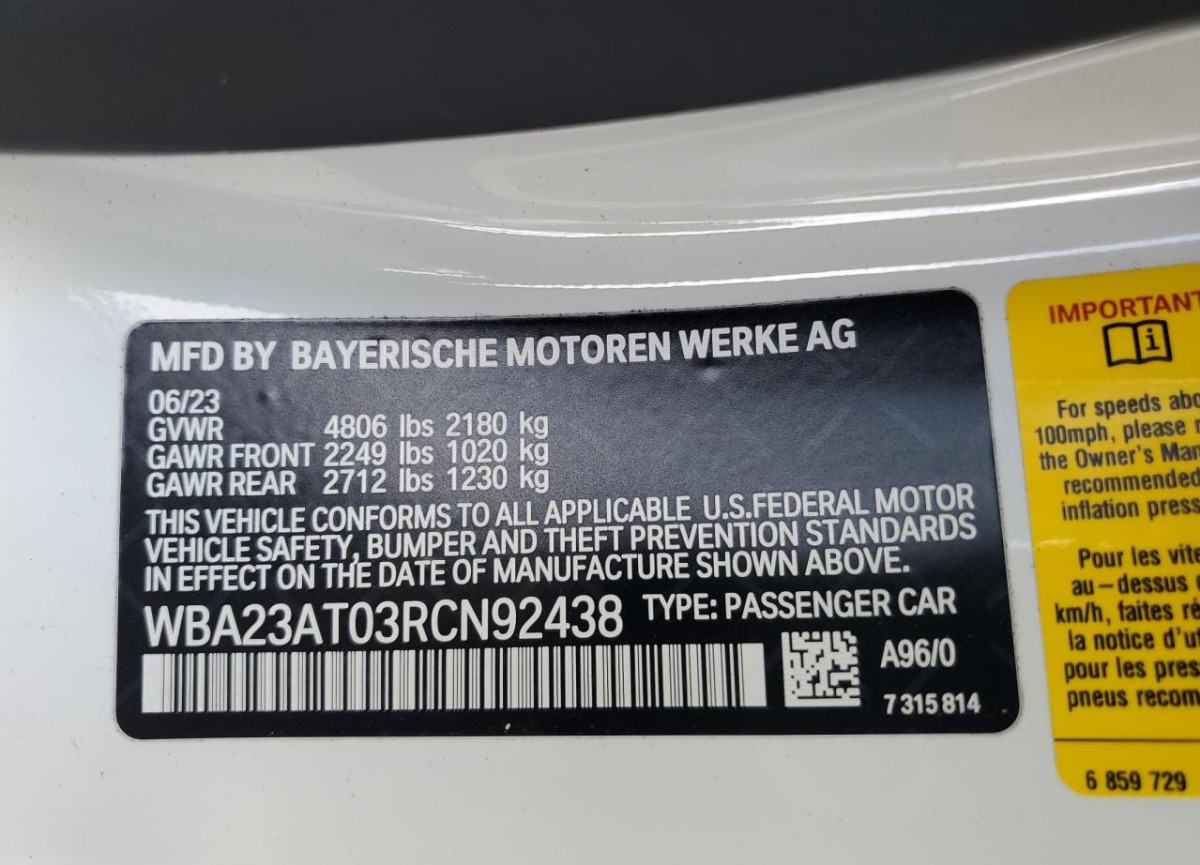 MFD BY BAYERISCHE MOTOREN WERKE AG
06/23
GVWR 4806 lbs 2180 kg
GAWR FRONT 2249 lbs 1020 kg
GAWR REAR 2712 lbs 1230 kg
THIS VEHICLE CONFORMS TO ALL APPLICABLE U.S.FEDERAL MOTOR
VEHICLE SAFETY, BUMPER AND THEFT PREVENTION STANDARDS
IN EFFECT ON THE DATE OF MANUFACTURE SHOWN ABOVE.
WBA23AT03RCN92438 TYPE: PASSENGER CAR
A96/0
7 315 814
IMPORTANT
i
For speeds
100mph, please
the Owner's
recommended
inflation
Pour les
au–dessus
km/h, faites
la notice
pour les
pneus
6 859 729